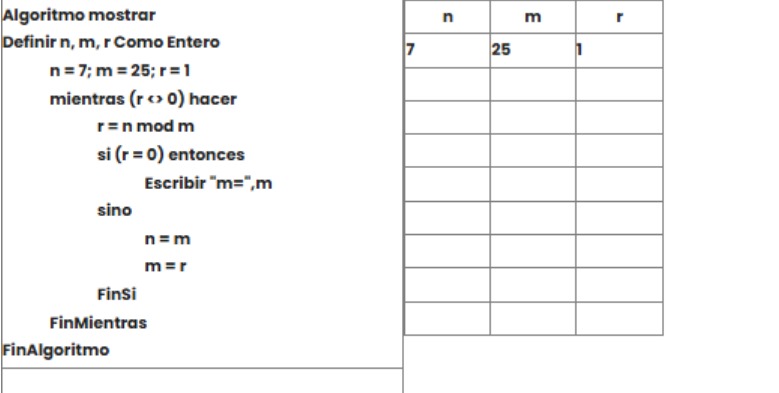 Algoritmo mostrar
Definir n, m, r Como Entero
n = 7; m = 25; r = 1
mientras (r <> 0) hacer
r = n mod m
si (r = 0) entonces
Escribir "m=",m
sino
n = m
m = r
FinSi
FinMientras
FinAlgoritmo
n m r
7 25 1